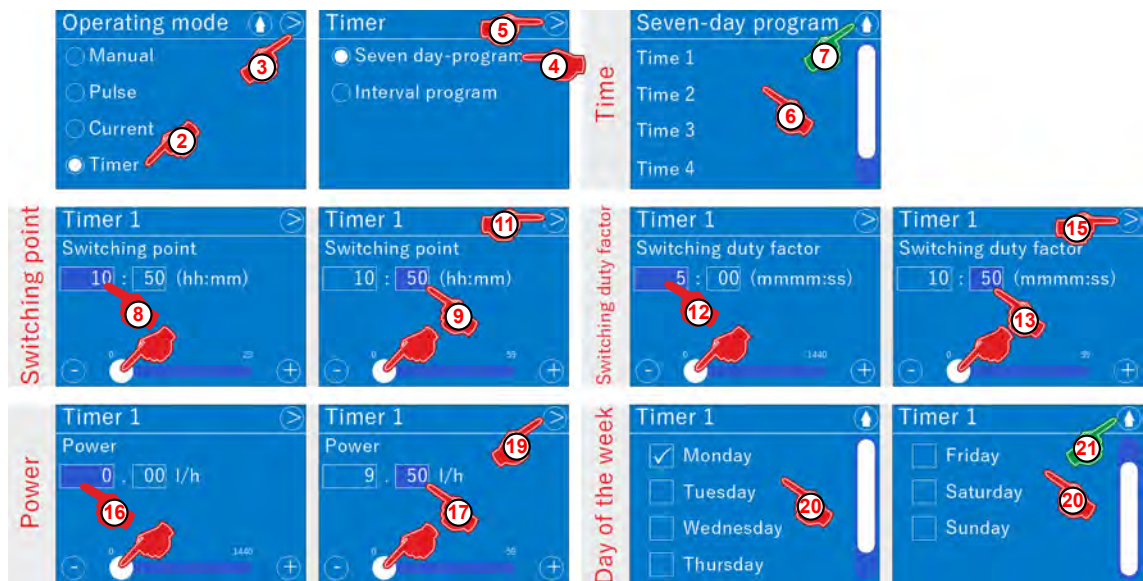 Operating mode
Manual
Pulse
Current
Timer
2
3
Timer
Seven day-program
Interval program
5
4
Time
Seven-day program
Time 1
Time 2
Time 3
Time 4
7
6
Switching point
Timer 1
Switching point
10 : 50 (hh:mm)
8
0 23
- +
Timer 1
Switching point
10 : 50 (hh:mm)
11
9
0 59
- +
Switching duty factor
Timer 1
Switching duty factor
5 : 00 (mmmm:ss)
12
0 1440
- +
Timer 1
Switching duty factor
10 : 50 (mmmm:ss)
15
13
0 59
- +
Power
Timer 1
Power
0 . 00 l/h
16
0 1440
- +
Timer 1
Power
9 . 50 l/h
19
17
0
- +
Day of the week
Timer 1
Monday
Tuesday
Wednesday
Thursday
20
Timer 1
Friday
Saturday
Sunday
21
20